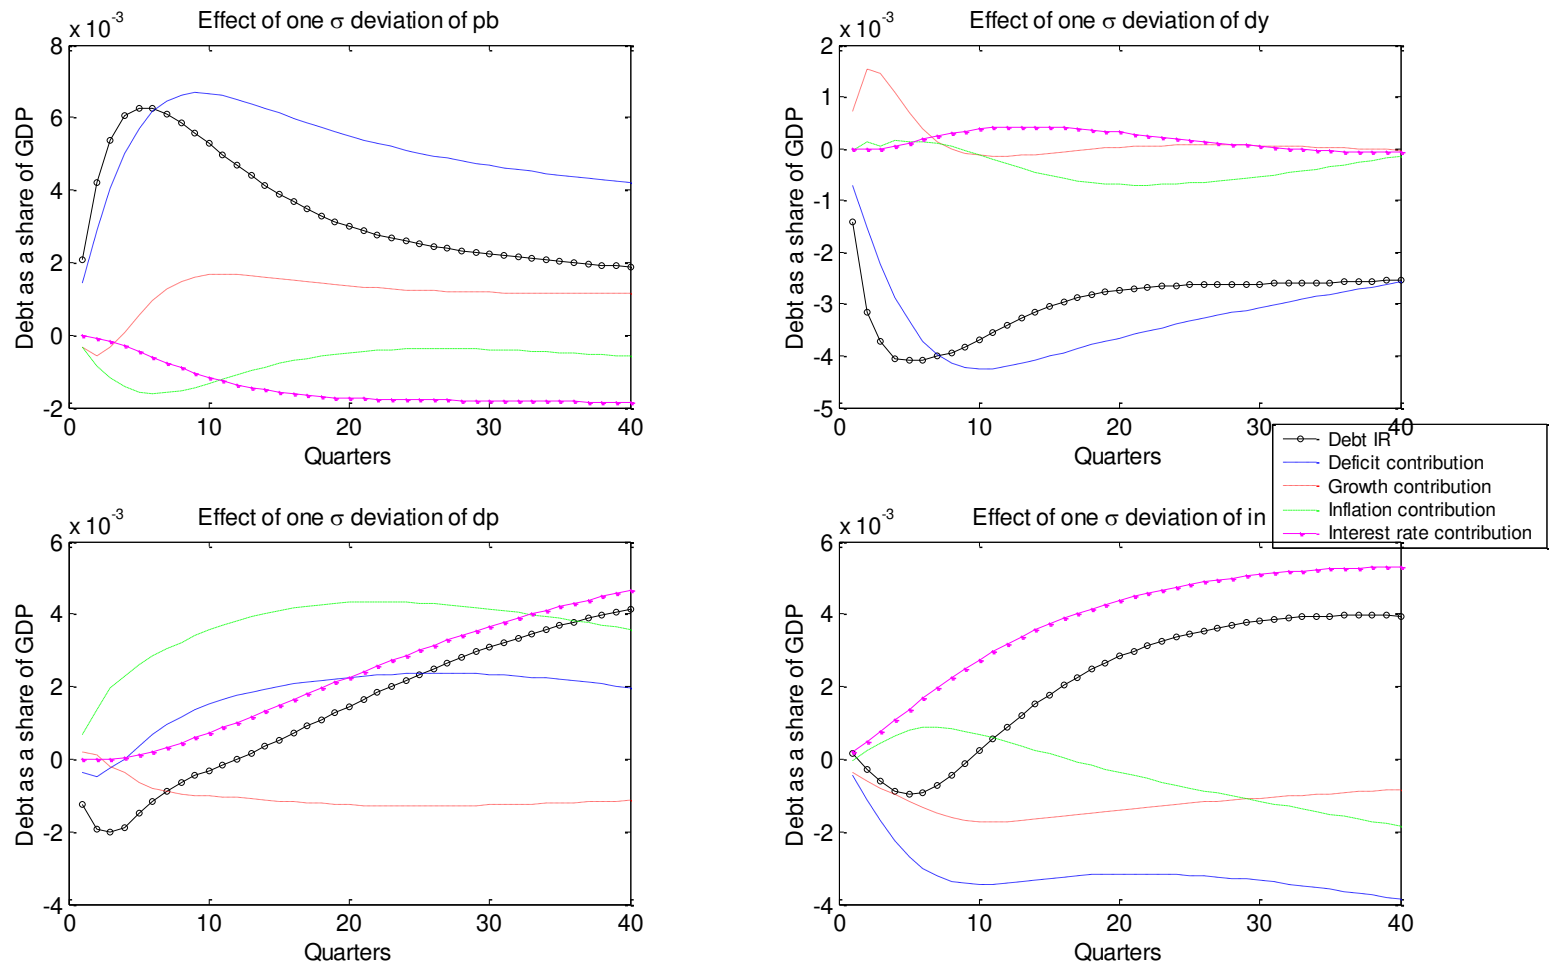 x 10-3
Effect of one σ deviation of pb
8
6
4
2
0
-2
0
10
20
30
40
Debt as a share of GDP
Quarters
x 10-3
Effect of one σ deviation of dy
2
1
0
-1
-2
-3
-4
-5
0
10
20
30
40
Debt as a share of GDP
Quarters
Debt IR
Deficit contribution
Growth contribution
Inflation contribution
Interest rate contribution
x 10-3
Effect of one σ deviation of dp
6
4
2
0
-2
-4
0
10
20
30
40
Debt as a share of GDP
Quarters
x 10-3
Effect of one σ deviation of in
6
4
2
0
-2
-4
0
10
20
30
40
Debt as a share of GDP
Quarters